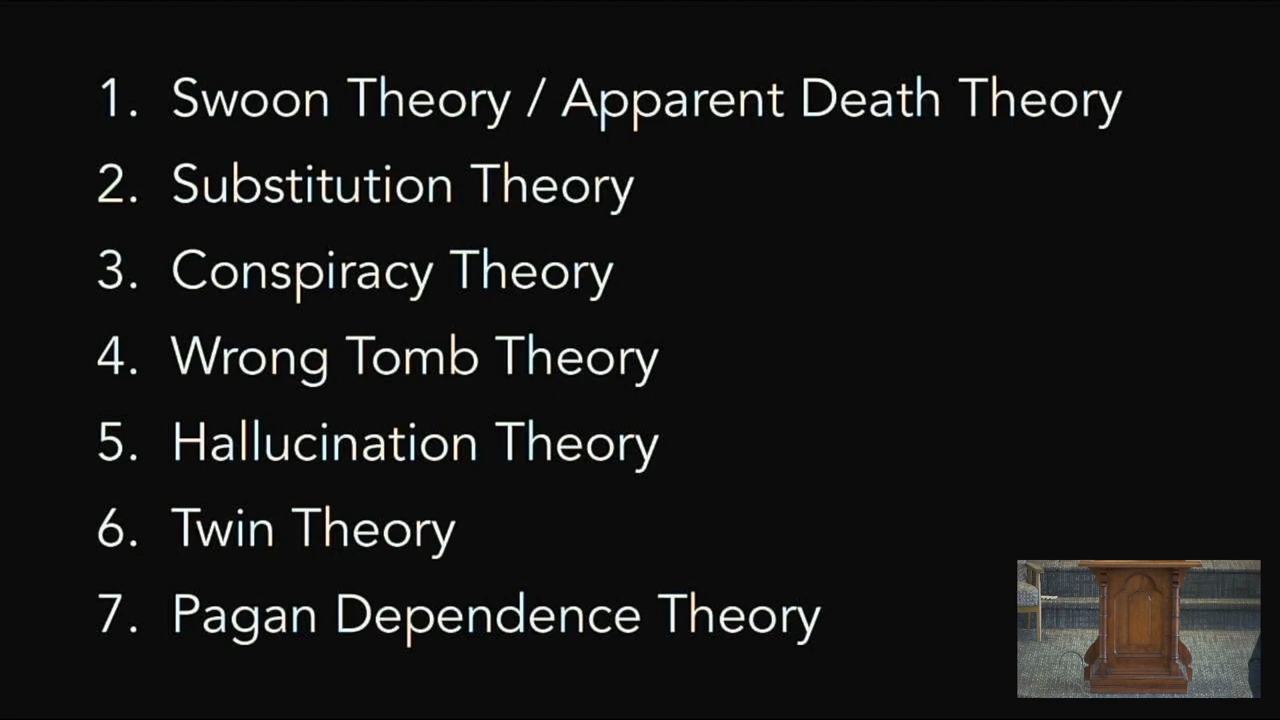 1. Swoon Theory / Apparent Death Theory
2. Substitution Theory
3. Conspiracy Theory
4. Wrong Tomb Theory
5. Hallucination Theory
6. Twin Theory
7. Pagan Dependence Theory